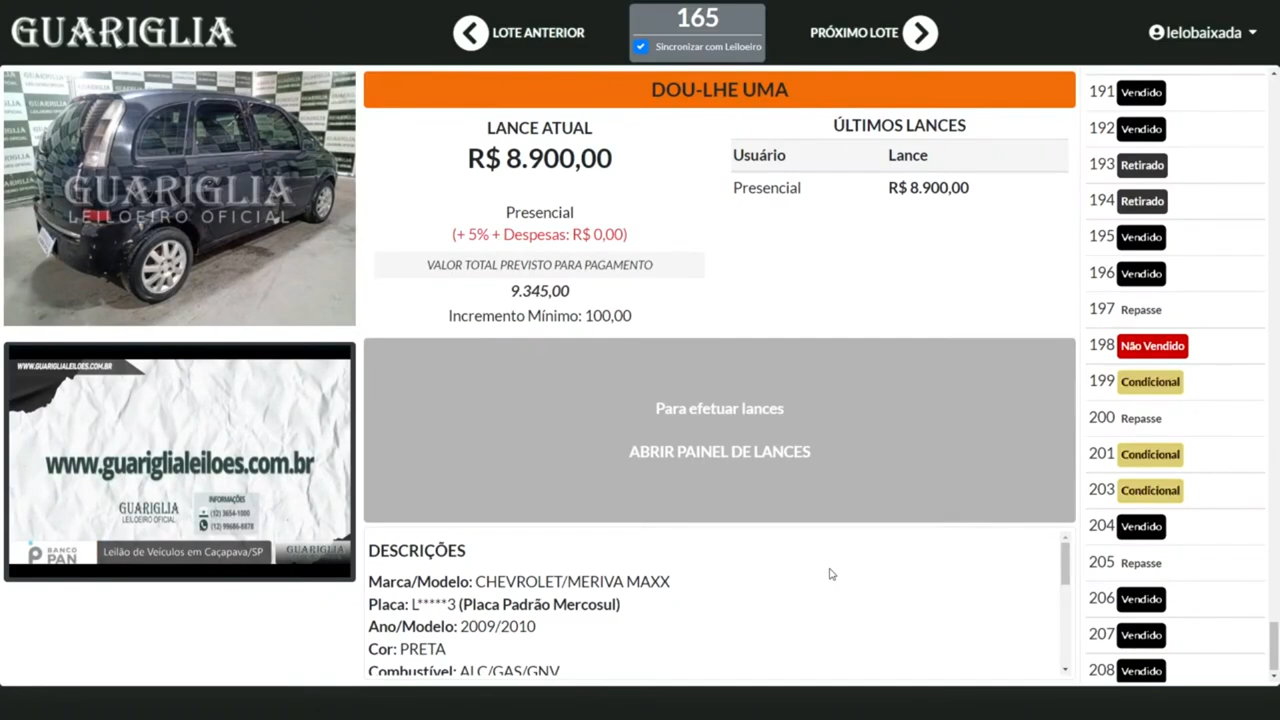 GUARIGLIA
LOTE ANTERIOR
165
Sincronizar com Leiloeiro
PRÓXIMO LOTE
lelobaixada
GUARIGLIA
LEILOEIRO OFICIAL
DOU-LHE UMA
LANCE ATUAL
R$ 8.900,00
Presencial
(+ 5% + Despesas: R$ 0,00)
VALOR TOTAL PREVISTO PARA PAGAMENTO
9.345,00
Incremento Mínimo: 100,00
ÚLTIMOS LANCES
Usuário Lance
Presencial R$ 8.900,00
Para efetuar lances
ABRIR PAINEL DE LANCES
WWW.GUARIGLIALEILOES.COM.BR
www.guariglialeiloes.com.br
GUARIGLIA
LEILOEIRO OFICIAL
INFORMAÇÕES
(12) 3654-1000
(12) 99686-8878
BANCO
PAN
Leilão de Veículos em Caçapava/SP
GUARIGLIA
DESCRIÇÕES
Marca/Modelo: CHEVROLET/MERIVA MAXX
Placa: L*****3 (Placa Padrão Mercosul)
Ano/Modelo: 2009/2010
Cor: PRETA
Combustível: ALC/GAS/GNV
191 Vendido
192 Vendido
193 Retirado
194 Retirado
195 Vendido
196 Vendido
197 Repasse
198 Não Vendido
199 Condicional
200 Repasse
201 Condicional
203 Condicional
204 Vendido
205 Repasse
206 Vendido
207 Vendido
208 Vendido